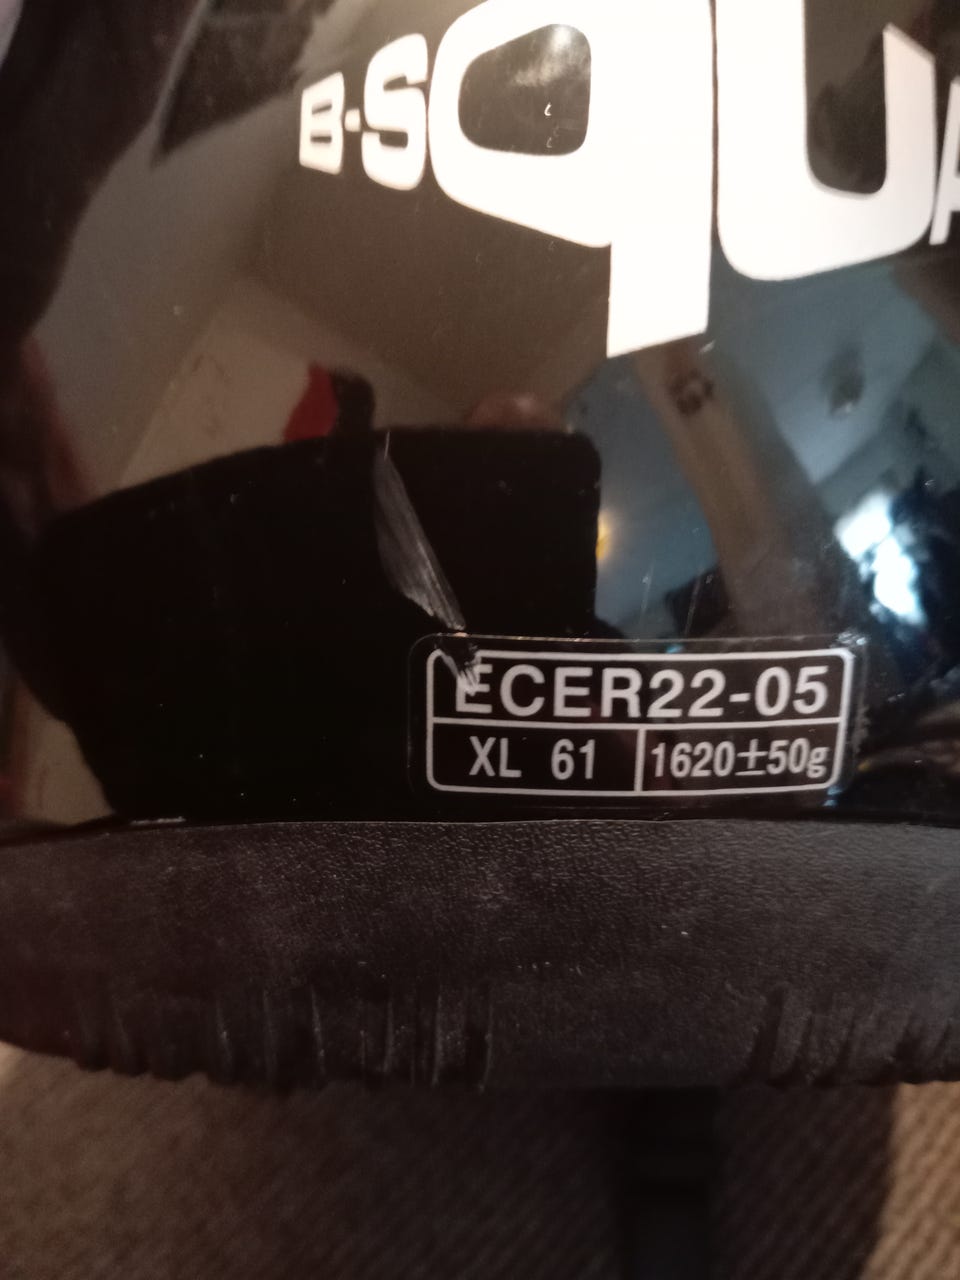 B-SQUA
ECER22-05
XL 61
1620±50g